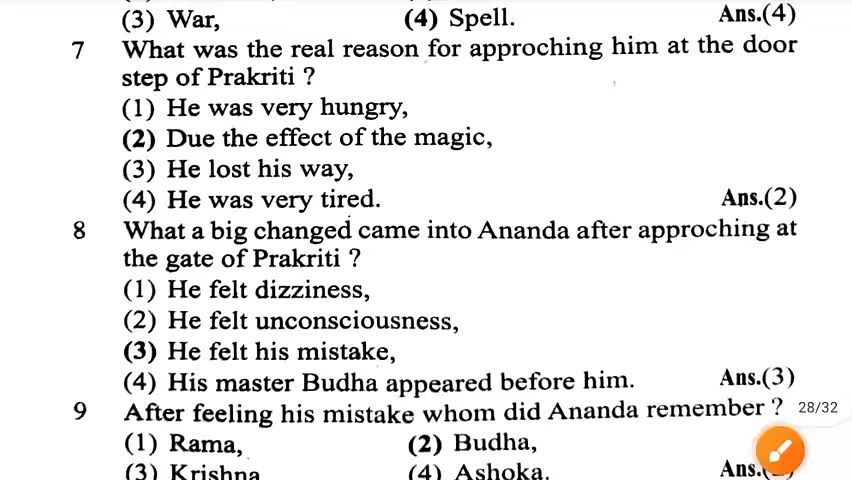 (3) War, (4) Spell. Ans.(4)
7 What was the real reason for approching him at the door
step of Prakriti ?
(1) He was very hungry,
(2) Due the effect of the magic,
(3) He lost his way,
(4) He was very tired. Ans.(2)
8 What a big changed came into Ananda after approching at
the gate of Prakriti ?
(1) He felt dizziness,
(2) He felt unconsciousness,
(3) He felt his mistake,
(4) His master Budha appeared before him. Ans.(3)
9 After feeling his mistake whom did Ananda remember ? 28/32
(1) Rama, (2) Budha,
(3) Krishna (4) Ashoka. Ans.